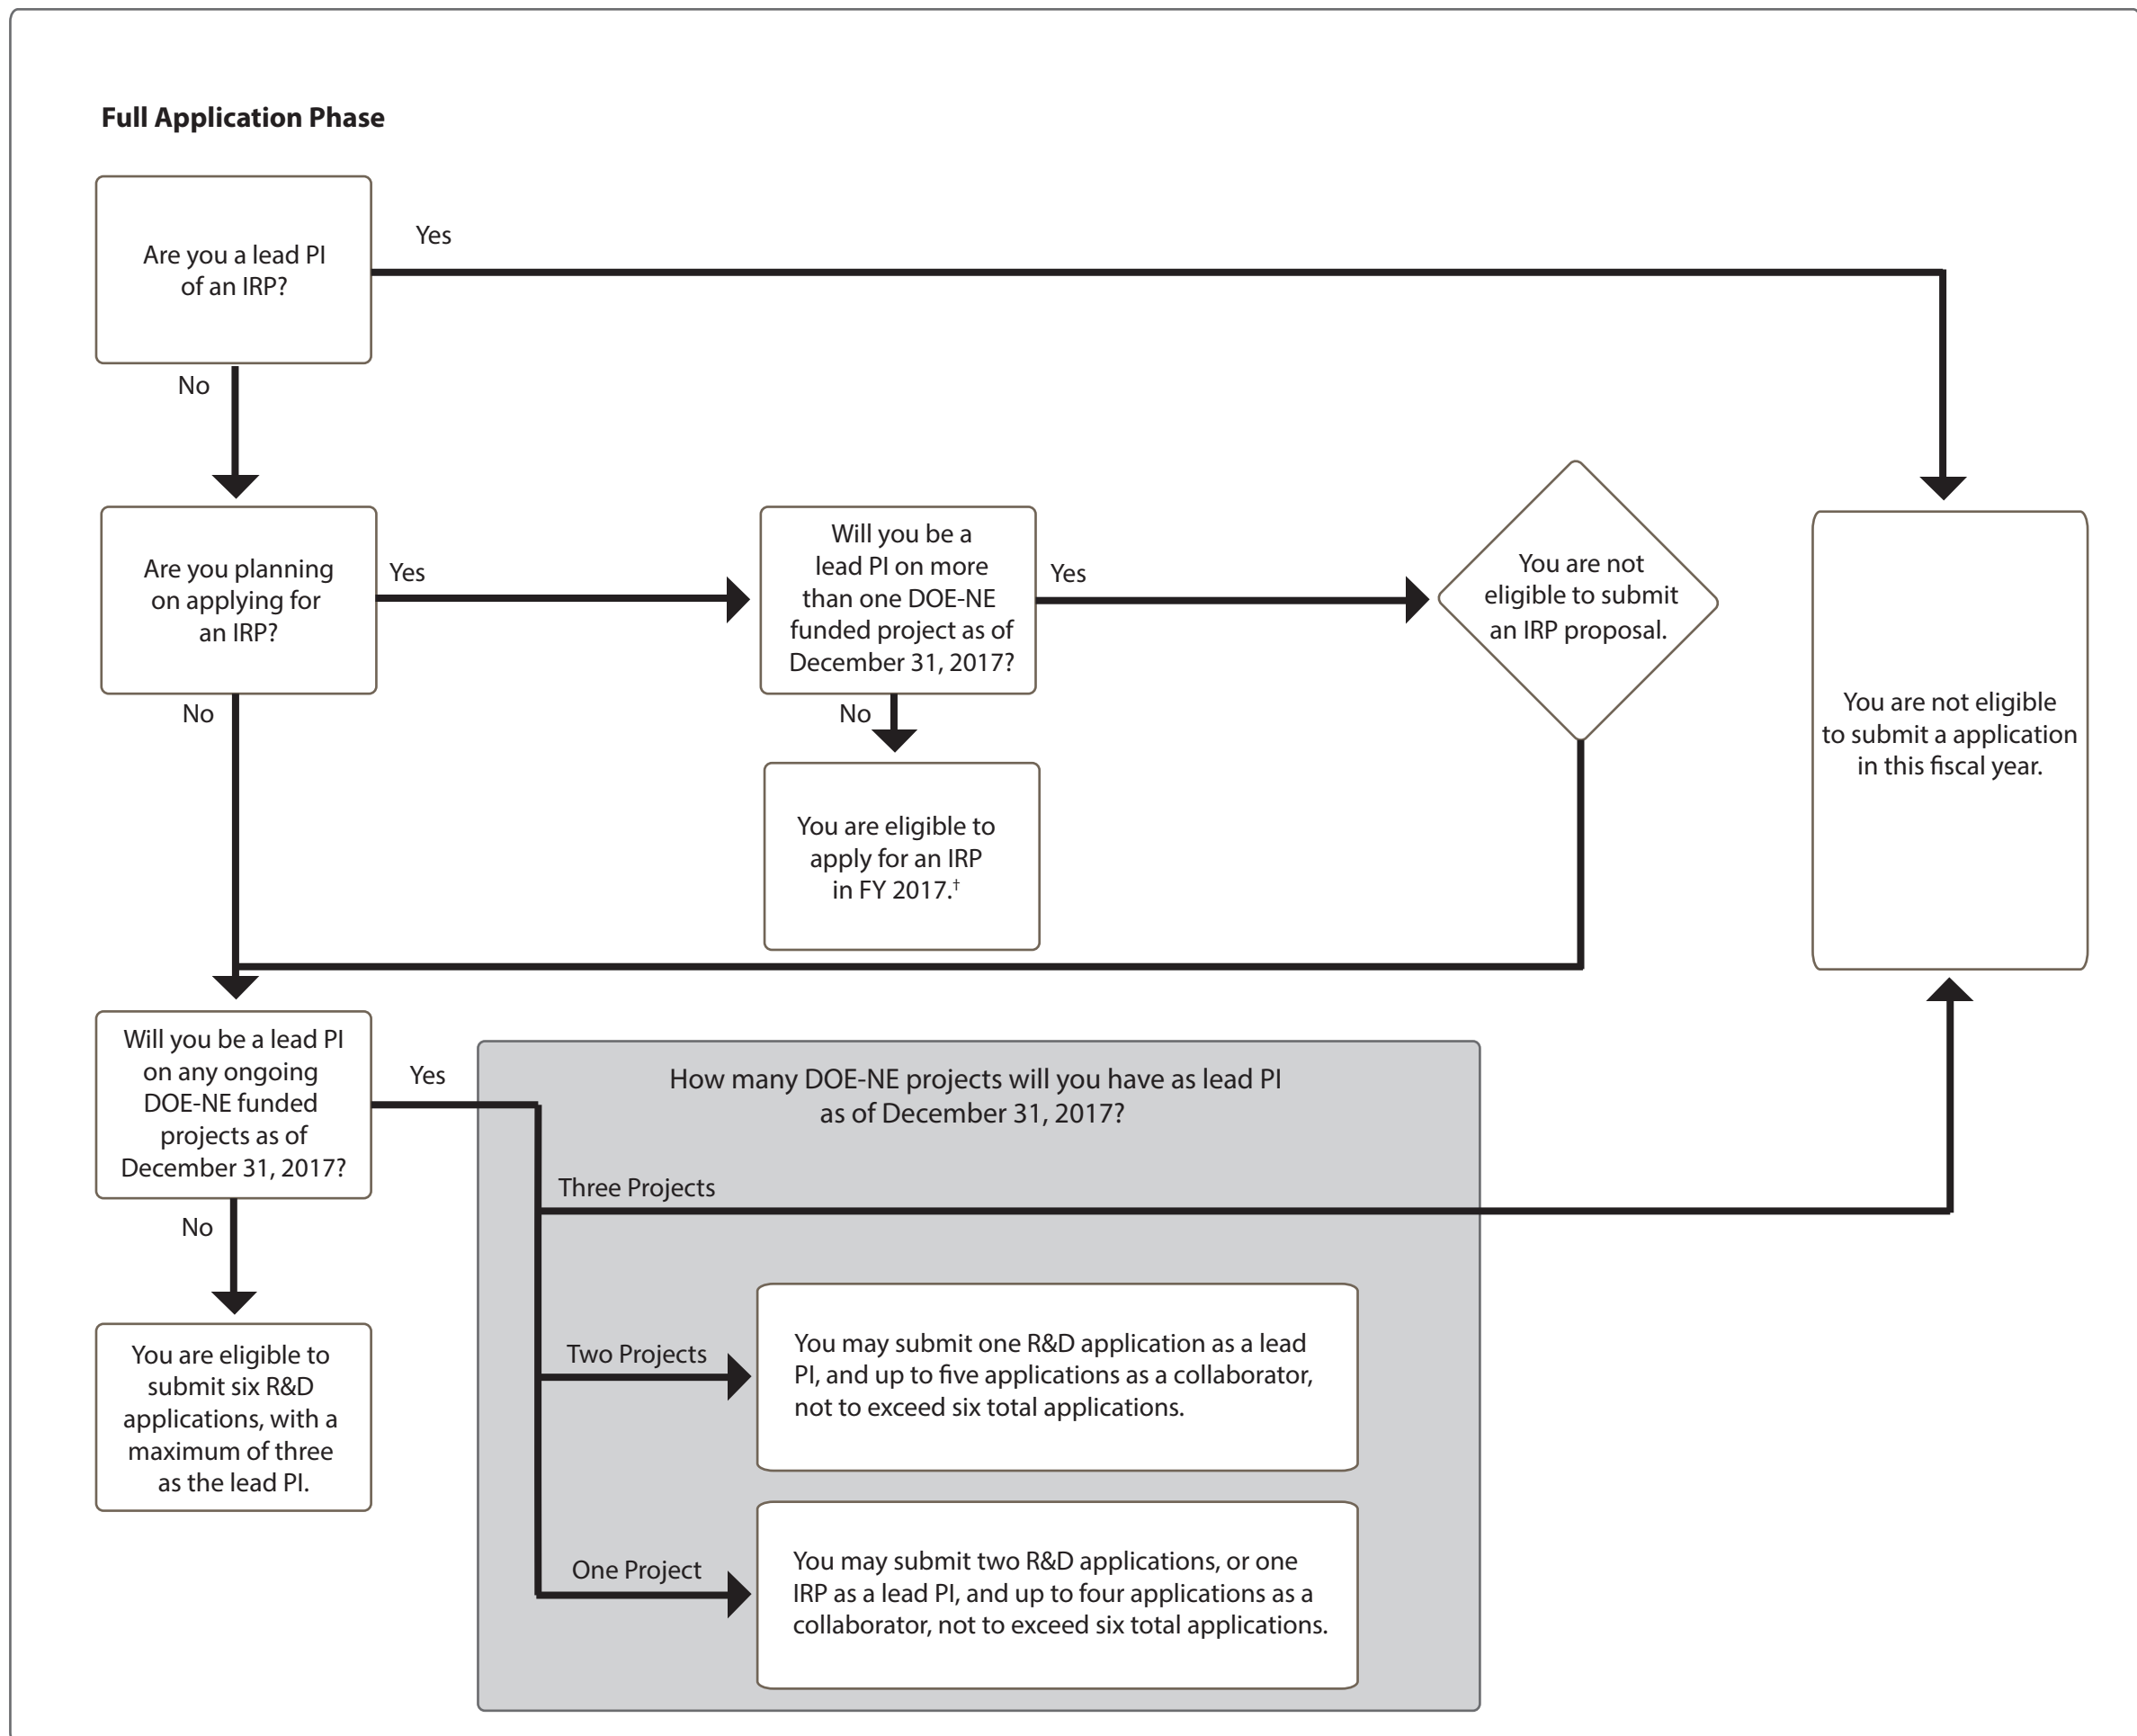 Full Application Phase
Are you a lead PI
of an IRP?
Yes
No
Are you planning
on applying for
an IRP?
Yes
Will you be a
lead PI on more
than one DOE-NE
funded project as of
December 31, 2017?
Yes
You are not
eligible to submit
an IRP proposal.
You are not eligible
to submit a application
in this fiscal year.
No
No
You are eligible to
apply for an IRP
in FY 2017.†
Will you be a lead PI
on any ongoing
DOE-NE funded
projects as of
December 31, 2017?
Yes
How many DOE-NE projects will you have as lead PI
as of December 31, 2017?
Three Projects
No
You are eligible to
submit six R&D
applications, with a
maximum of three
as the lead PI.
Two Projects
You may submit one R&D application as a lead
PI, and up to five applications as a collaborator,
not to exceed six total applications.
One Project
You may submit two R&D applications, or one
IRP as a lead PI, and up to four applications as a
collaborator, not to exceed six total applications.